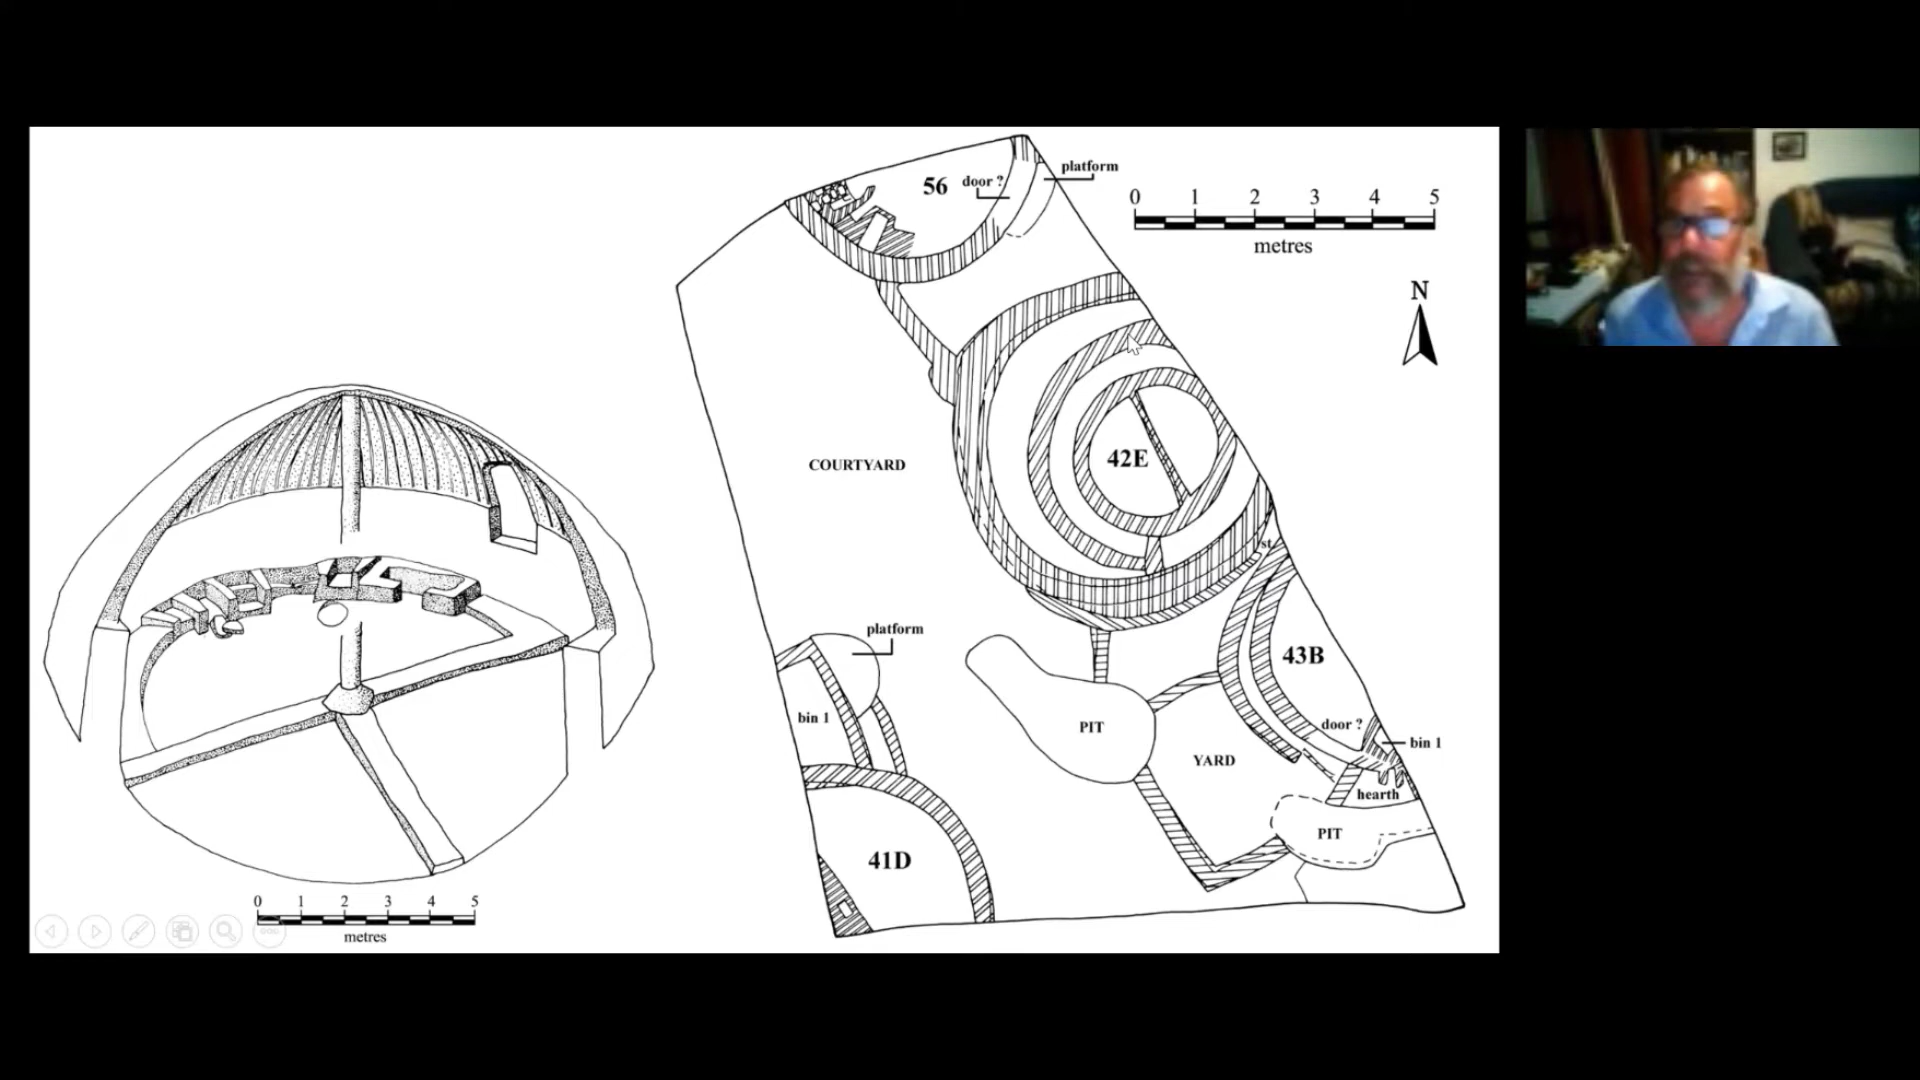 56
door ?
platform
0 1 2 3 4 5
metres
N
COURTYARD
42E
st
43B
platform
bin 1
PIT
YARD
door ?
bin 1
hearth
PIT
41D
0 1 2 3 4 5
metres